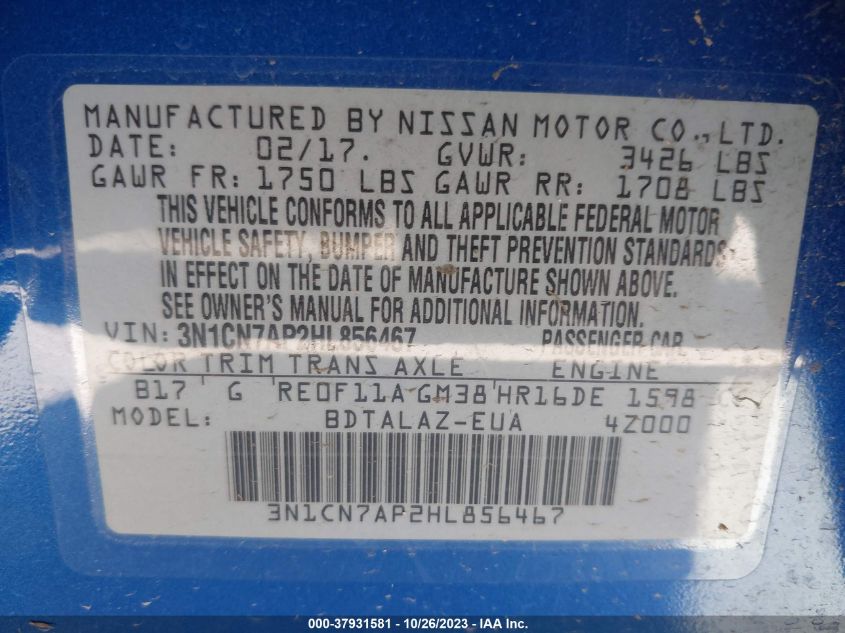 MANUFACTURED BY NISSAN MOTOR CO.,LTD.
DATE: 02/17. GVWR: 3426 LBS
GAWR FR: 1750 LBS GAWR RR: 1708 LBS
THIS VEHICLE CONFORMS TO ALL APPLICABLE FEDERAL MOTOR
VEHICLE SAFETY, BUMPER AND THEFT PREVENTION STANDARDS
IN EFFECT ON THE DATE OF MANUFACTURE SHOWN ABOVE.
SEE OWNER'S MANUAL FOR ADDITIONAL INFORMATION.
VIN: 3N1CN7AP2HL856467 PASSENGER CAR
COLOR TRIM TRANS AXLE ENGINE
B17 G RE0F11A GM38 HR16DE 1598 CC
MODEL: BDTALAZ-EUA 4Z000
3N1CN7AP2HL856467
000-37931581 - 10/26/2023 - IAA Inc.